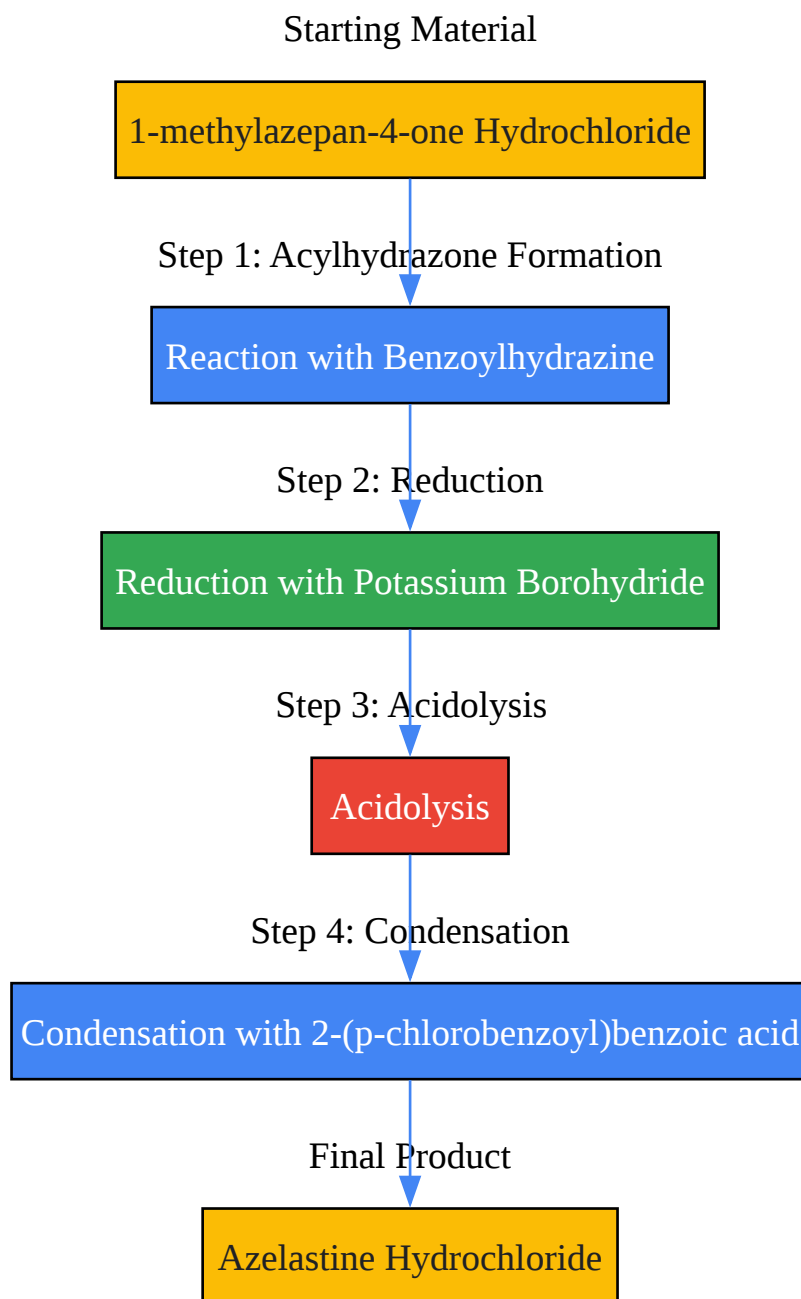 Starting Material
1-methylazepan-4-one Hydrochloride
Step 1: Acylhydrazone Formation
Reaction with Benzoylhydrazine
Step 2: Reduction
Reduction with Potassium Borohydride
Step 3: Acidolysis
Acidolysis
Step 4: Condensation
Condensation with 2-(p-chlorobenzoyl)benzoic acid
Final Product
Azelastine Hydrochloride